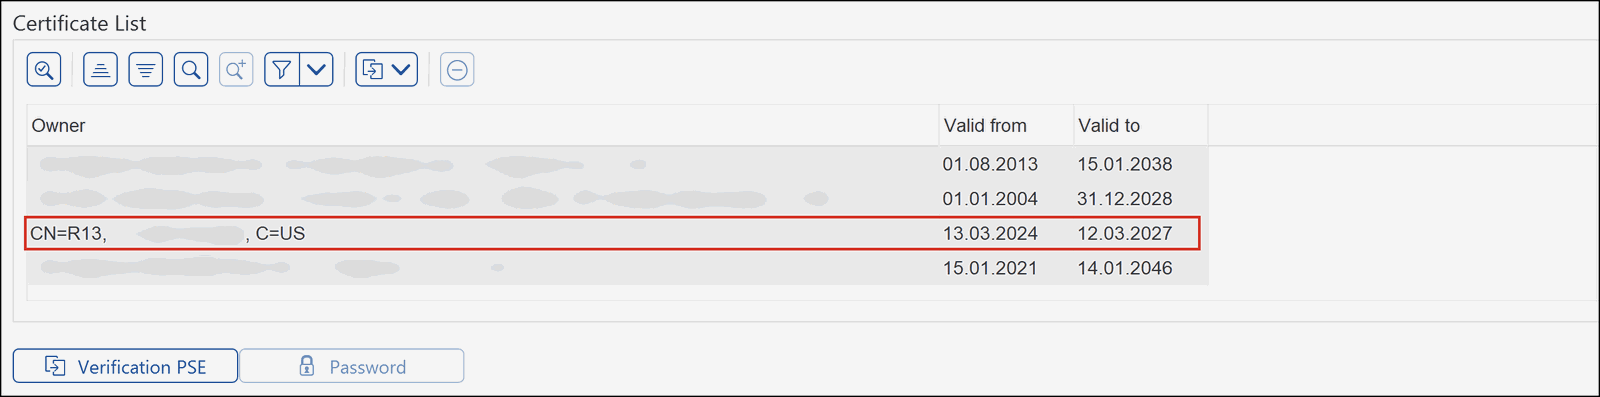 Certificate List
Owner Valid from Valid to
01.08.2013 15.01.2038
01.01.2004 31.12.2028
CN=R13, , C=US 13.03.2024 12.03.2027
15.01.2021 14.01.2046
Verification PSE Password